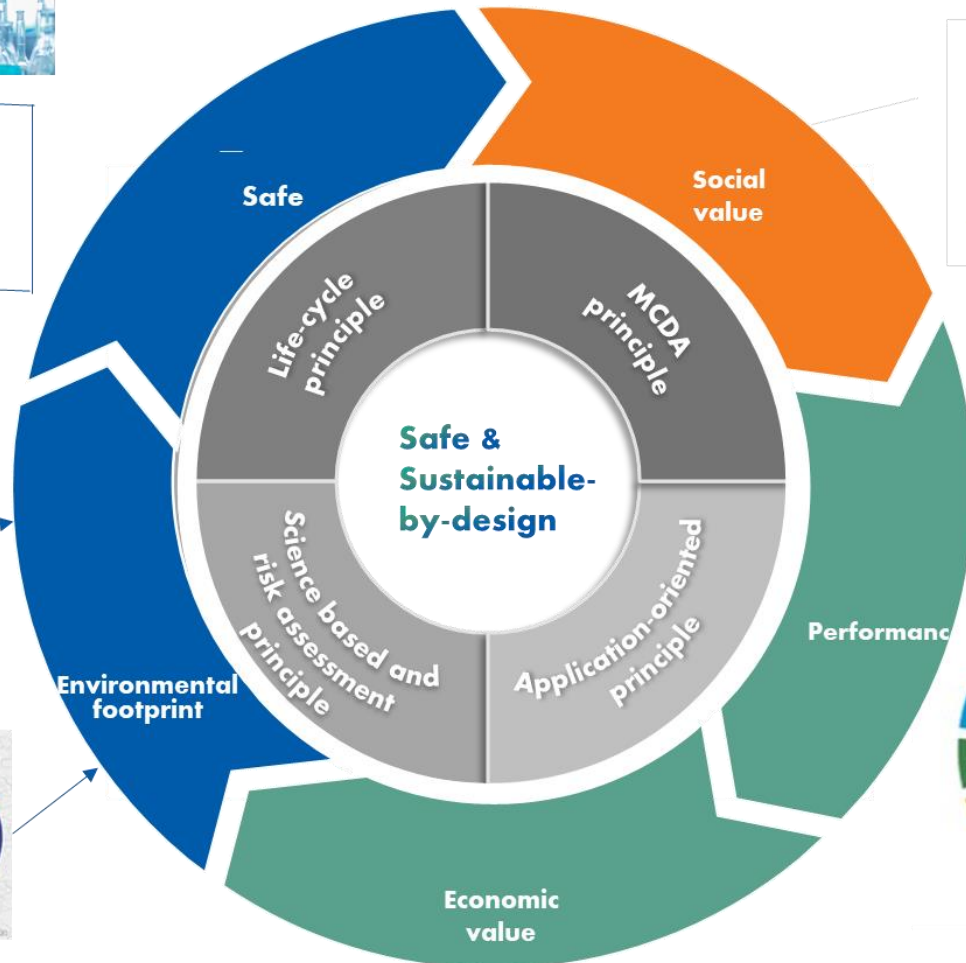 Safe
Social
value
Life-cycle
principle
MCDA
principle
Safe &
Sustainable-
by-design
Science based and
risk assessment
principle
Application-oriented
principle
Performanc
Environmental
footprint
Economic
value